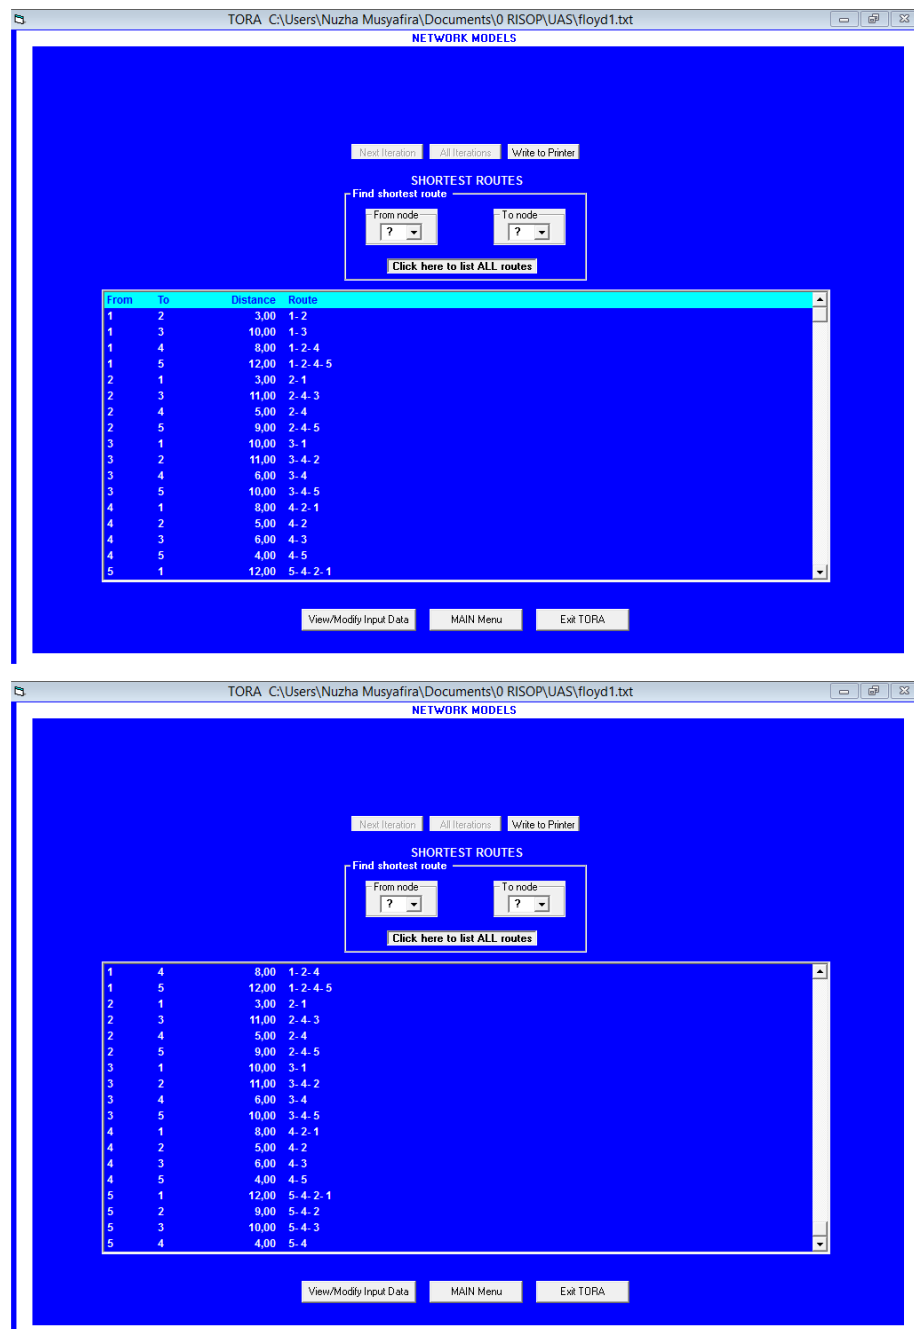 TORA C:\Users\Nuzha Musyafira\Documents\0 RISOP\UAS\floyd1.txt
NETWORK MODELS
Next Iteration All Iterations Write to Printer
SHORTEST ROUTES
Find shortest route
From node To node
? ?
Click here to list ALL routes
From To Distance Route
1 2 3,00 1- 2
1 3 10,00 1- 3
1 4 8,00 1- 2- 4
1 5 12,00 1- 2- 4- 5
2 1 3,00 2- 1
2 3 11,00 2- 4- 3
2 4 5,00 2- 4
2 5 9,00 2- 4- 5
3 1 10,00 3- 1
3 2 11,00 3- 4- 2
3 4 6,00 3- 4
3 5 10,00 3- 4- 5
4 1 8,00 4- 2- 1
4 2 5,00 4- 2
4 3 6,00 4- 3
4 5 4,00 4- 5
5 1 12,00 5- 4- 2- 1
View/Modify Input Data MAIN Menu Exit TORA
TORA C:\Users\Nuzha Musyafira\Documents\0 RISOP\UAS\floyd1.txt
NETWORK MODELS
Next Iteration All Iterations Write to Printer
SHORTEST ROUTES
Find shortest route
From node To node
? ?
Click here to list ALL routes
1 4 8,00 1- 2- 4
1 5 12,00 1- 2- 4- 5
2 1 3,00 2- 1
2 3 11,00 2- 4- 3
2 4 5,00 2- 4
2 5 9,00 2- 4- 5
3 1 10,00 3- 1
3 2 11,00 3- 4- 2
3 4 6,00 3- 4
3 5 10,00 3- 4- 5
4 1 8,00 4- 2- 1
4 2 5,00 4- 2
4 3 6,00 4- 3
4 5 4,00 4- 5
5 1 12,00 5- 4- 2- 1
5 2 9,00 5- 4- 2
5 3 10,00 5- 4- 3
5 4 4,00 5- 4
View/Modify Input Data MAIN Menu Exit TORA